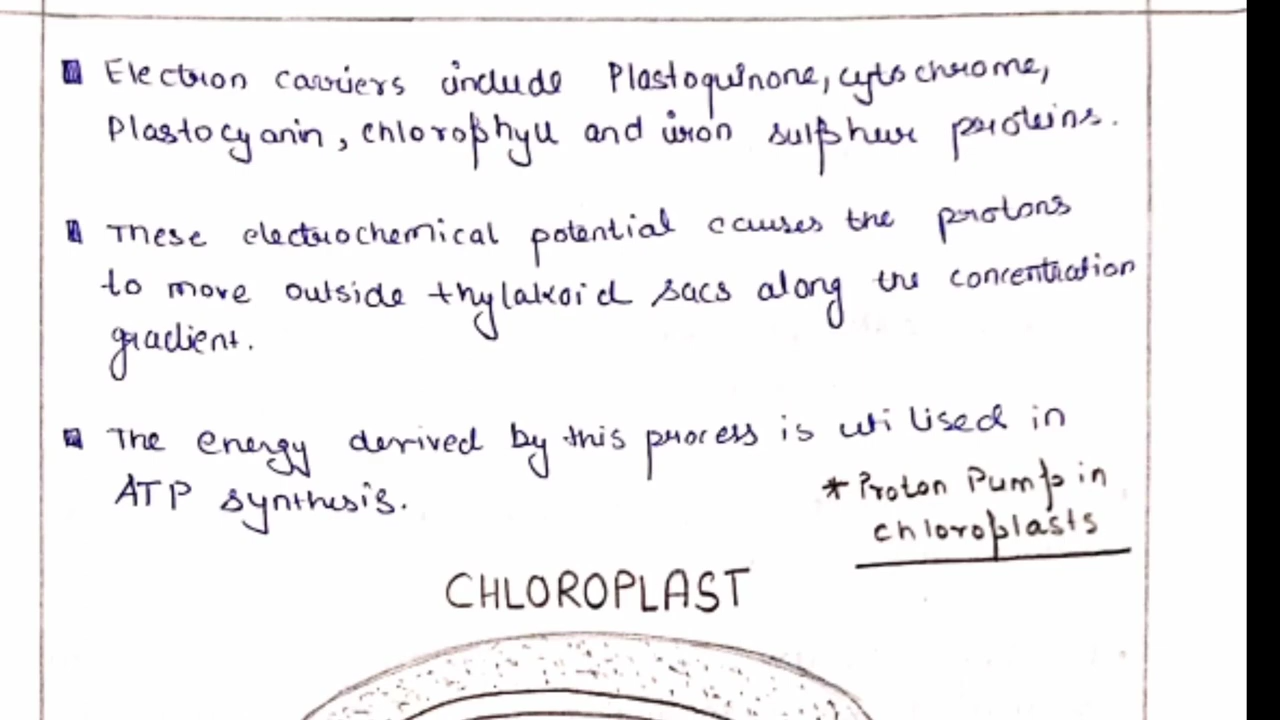 Electron carriers include Plastoquinone, cytochrome,
Plastocyanin, chlorophyll and iron sulphur proteins.
These electrochemical potential causes the protons
to move outside thylakoid sacs along the concentration
gradient.
The energy derived by this process is utilised in
ATP synthesis.
* Proton Pump in
chloroplasts
CHLOROPLAST